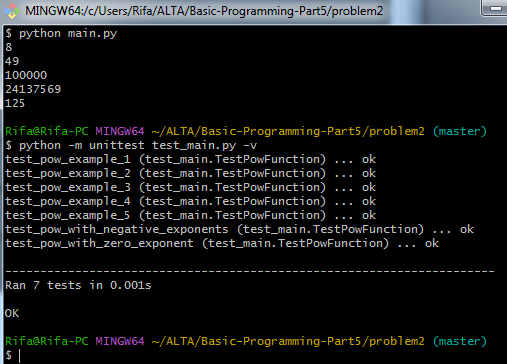 MINGW64:/c/Users/Rifa/ALTA/Basic-Programming-Part5/problem2
$ python main.py
8
49
100000
24137569
125
Rifa@Rifa-PC MINGW64 ~/ALTA/Basic-Programming-Part5/problem2 (master)
$ python -m unittest test_main.py -v
test_pow_example_1 (test_main.TestPowFunction) ... ok
test_pow_example_2 (test_main.TestPowFunction) ... ok
test_pow_example_3 (test_main.TestPowFunction) ... ok
test_pow_example_4 (test_main.TestPowFunction) ... ok
test_pow_example_5 (test_main.TestPowFunction) ... ok
test_pow_with_negative_exponents (test_main.TestPowFunction) ... ok
test_pow_with_zero_exponent (test_main.TestPowFunction) ... ok
----------------------------------------------------------------------
Ran 7 tests in 0.001s
OK
Rifa@Rifa-PC MINGW64 ~/ALTA/Basic-Programming-Part5/problem2 (master)
$